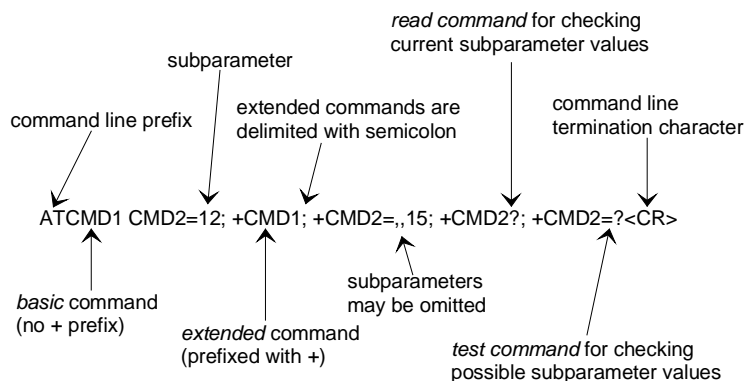 read command for checking
current subparameter values
subparameter
extended commands are
delimited with semicolon
command line
termination character
command line prefix
ATCMD1 CMD2=12; +CMD1; +CMD2=,,15; +CMD2?; +CMD2=?<CR>
basic command
(no + prefix)
extended command
(prefixed with +)
subparameters
may be omitted
test command for checking
possible subparameter values